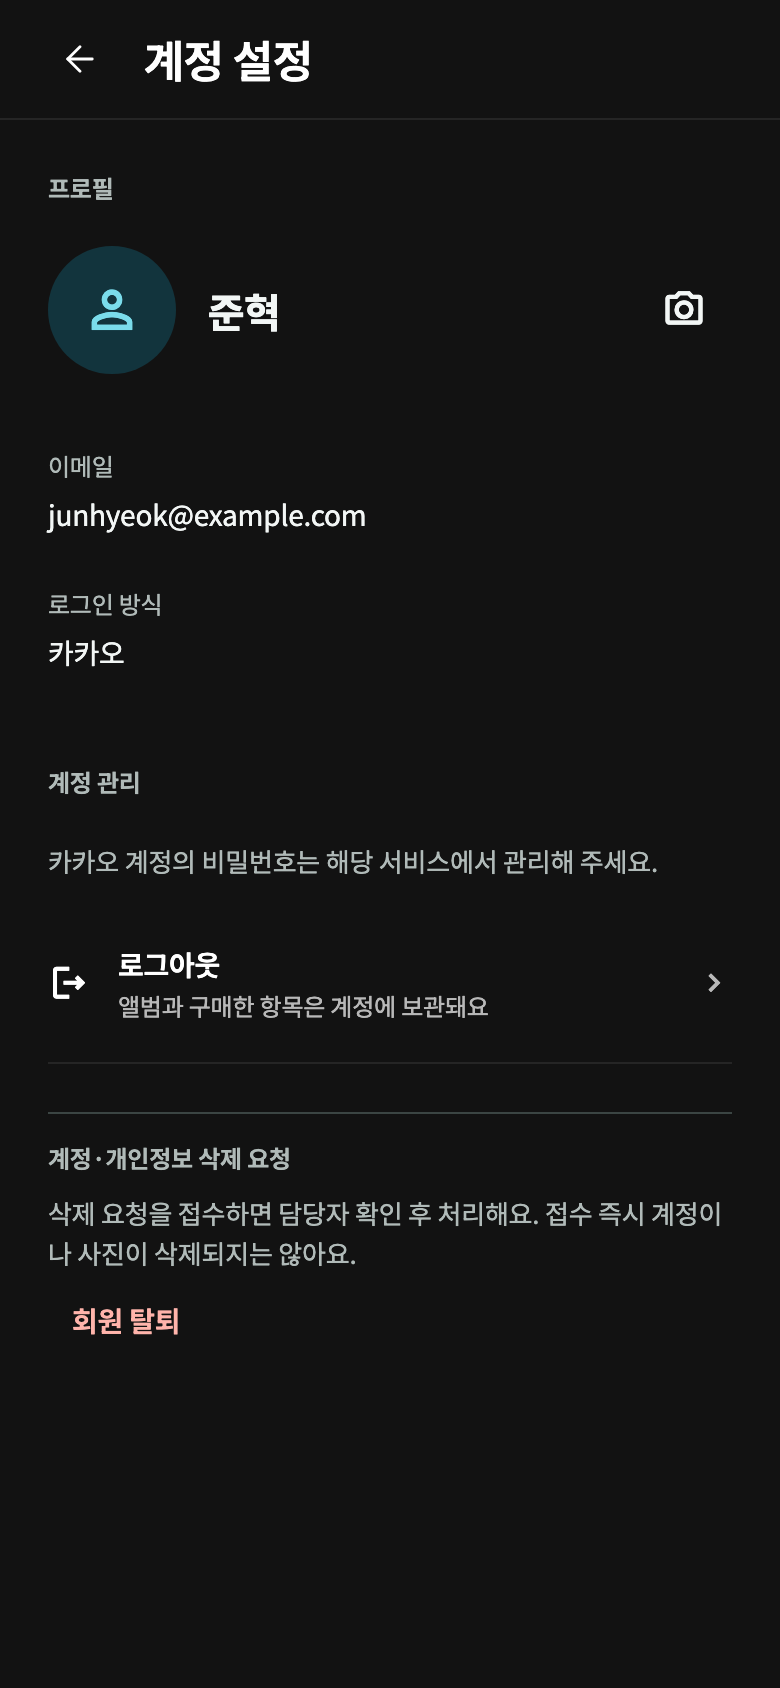 계정 설정
프로필
준혁
이메일
junhyeok@example.com
로그인 방식
카카오
계정 관리
카카오 계정의 비밀번호는 해당 서비스에서 관리해 주세요.
로그아웃
앨범과 구매한 항목은 계정에 보관돼요
계정·개인정보 삭제 요청
삭제 요청을 접수하면 담당자 확인 후 처리해요. 접수 즉시 계정이
나 사진이 삭제되지는 않아요.
회원 탈퇴